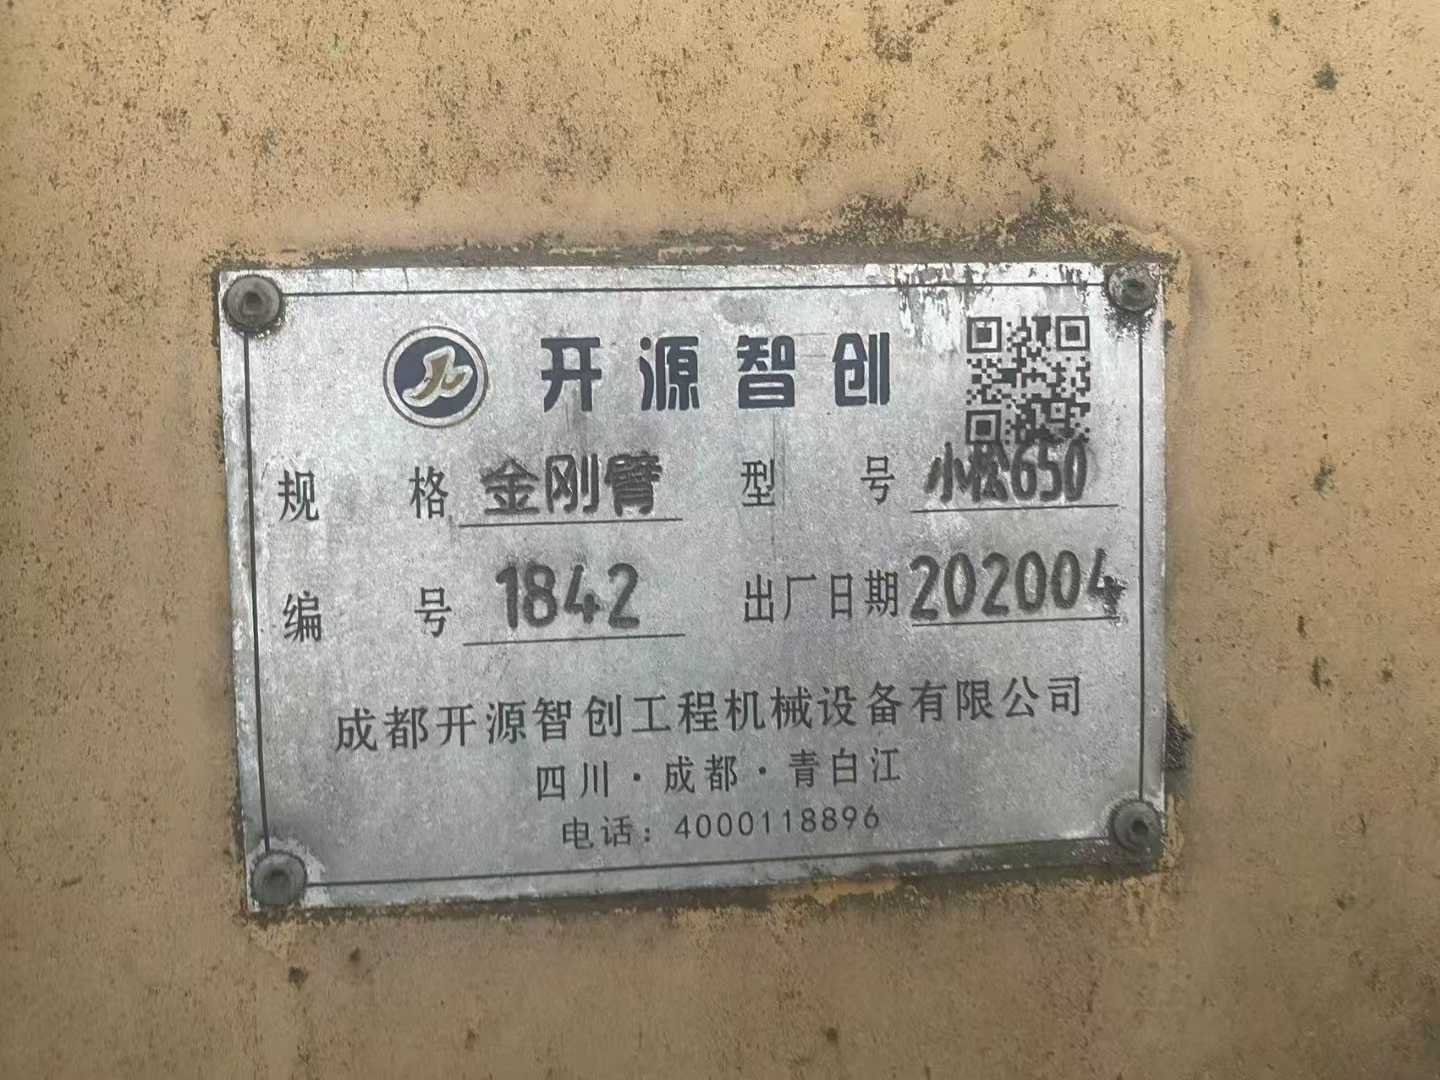 开源智创
规格 金刚臂 型号 小松650
编号 1842 出厂日期 202004
成都开源智创工程机械设备有限公司
四川·成都·青白江
电话：4000118896